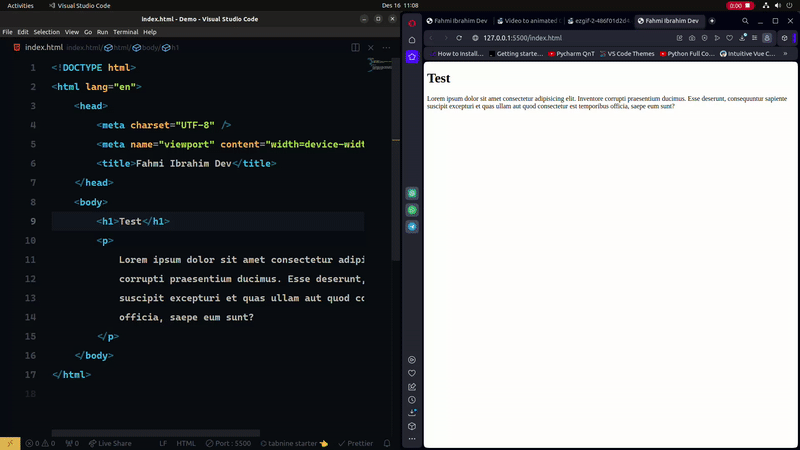 Activities
Visual Studio Code
Des 16 11:08
0:00
index.html - Demo - Visual Studio Code
File Edit Selection View Go Run Terminal Help
index.html index.html/ html/ body/ h1
1 <!DOCTYPE html>
2 <html lang="en">
3 <head>
4 <meta charset="UTF-8" />
5 <meta name="viewport" content="width=device-widt
6 <title>Fahmi Ibrahim Dev</title>
7 </head>
8 <body>
9 <h1>Test</h1>
10 <p>
11 Lorem ipsum dolor sit amet consectetur adipi
12 corrupti praesentium ducimus. Esse deserunt,
13 suscipit excepturi et quas ullam aut quod co
14 officia, saepe eum sunt?
15 </p>
16 </body>
17 </html>
18
0 0 0 Live Share LF HTML Port : 5500 tabnine starter Prettier
Fahmi Ibrahim Dev
Video to animated
ezgif-2-486f01d2d4
Fahmi Ibrahim Dev
127.0.0.1:5500/index.html
How to Install...
Getting starte...
Pycharm QnT
VS Code Themes
Python Full Co...
Intuitive Vue C...
»
Test
Lorem ipsum dolor sit amet consectetur adipisicing elit. Inventore corrupti praesentium ducimus. Esse deserunt, consequuntur sapiente
suscipit excepturi et quas ullam aut quod consectetur est temporibus officia, saepe eum sunt?